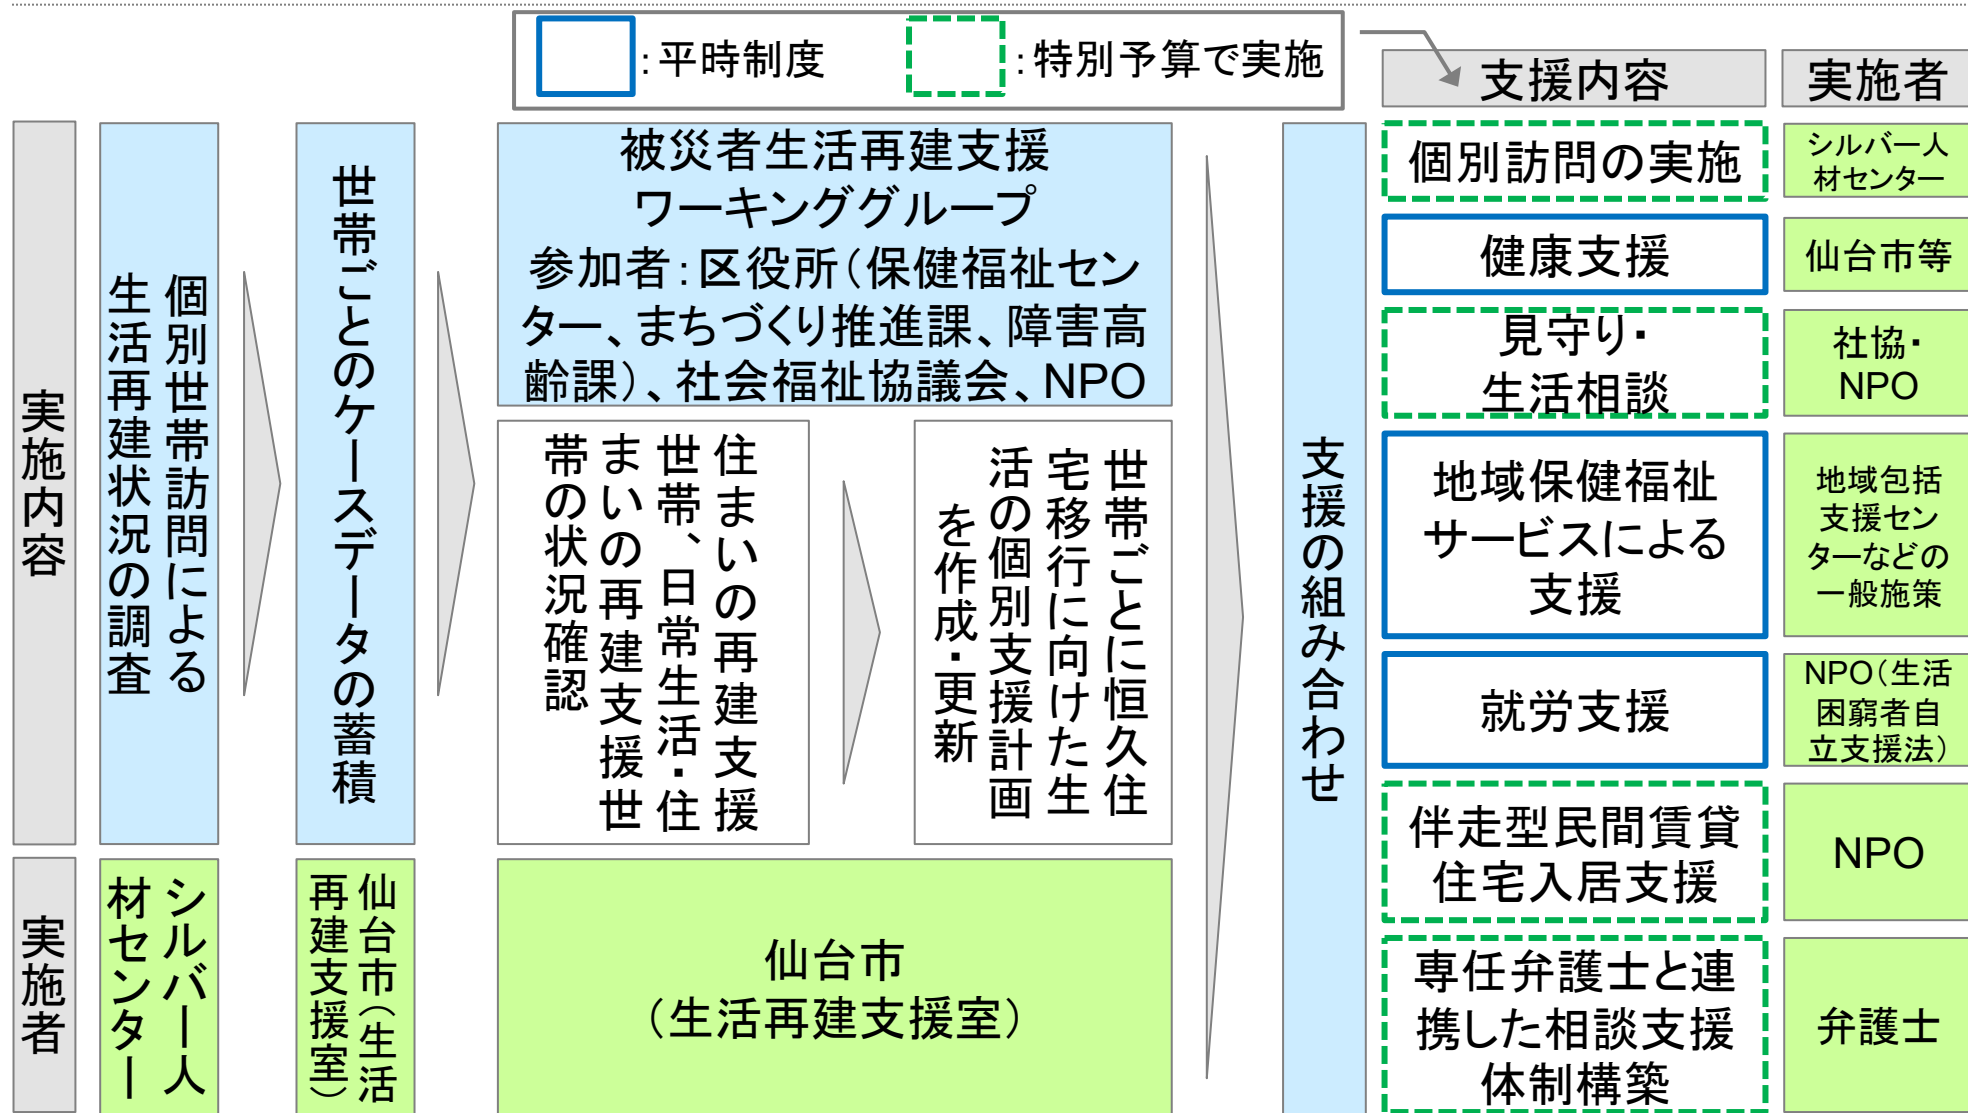 :平時制度
:特別予算で実施
支援内容
実施者
実施内容
個別世帯訪問による
生活再建状況の調査
世帯ごとのケースデータの蓄積
被災者生活再建支援
ワーキンググループ
参加者:区役所(保健福祉セン
ター、まちづくり推進課、障害高
齢課)、社会福祉協議会、NPO
住まいの再建支援
世帯、日常生活・住
まいの再建支援世
帯の状況確認
世帯ごとに恒久住
宅移行に向けた生
活の個別支援計画
を作成・更新
支援の組み合わせ
個別訪問の実施
シルバー人
材センター
健康支援
仙台市等
見守り・
生活相談
社協・
NPO
地域保健福祉
サービスによる
支援
地域包括
支援セン
ターなどの
一般施策
就労支援
NPO(生活
困窮者自
立支援法)
伴走型民間賃貸
住宅入居支援
NPO
専任弁護士と連
携した相談支援
体制構築
弁護士
実施者
シルバー人
材センター
仙台市(生活
再建支援室)
仙台市
(生活再建支援室)